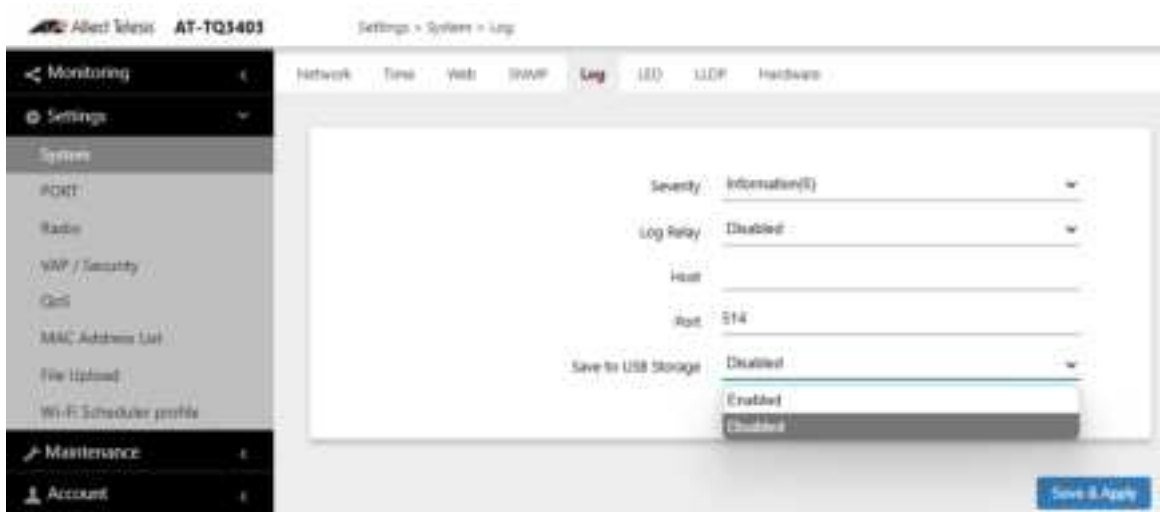 Allied Telesis AT-TQ3403
Settings > System > Log
Monitoring
Network Time Web SNMP Log LED LLDP Hardware
Settings
System
PORT
Radio
VAP / Security
QoS
MAC Address List
File Upload
Wi-Fi Scheduler profile
Maintenance
Account
Severity Information(6)
Log Relay Disabled
Host
Port 514
Save to USB Storage Disabled
Enabled
Disabled
Save & Apply